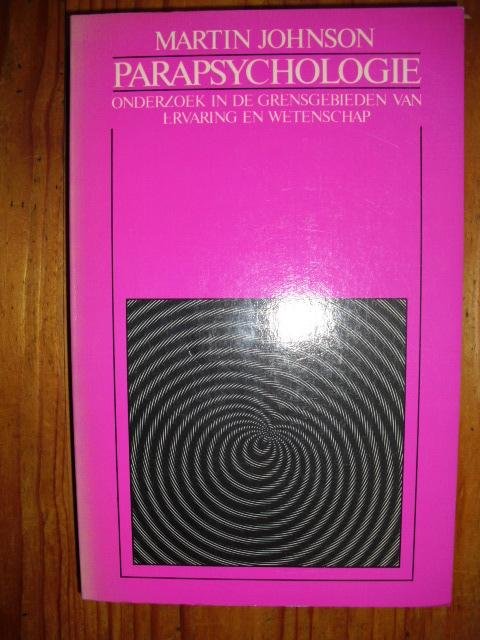 MARTIN JOHNSON
PARAPSYCHOLOGIE
ONDERZOEK IN DE GRENSGEBIEDEN VAN
ERVARING EN WETENSCHAP